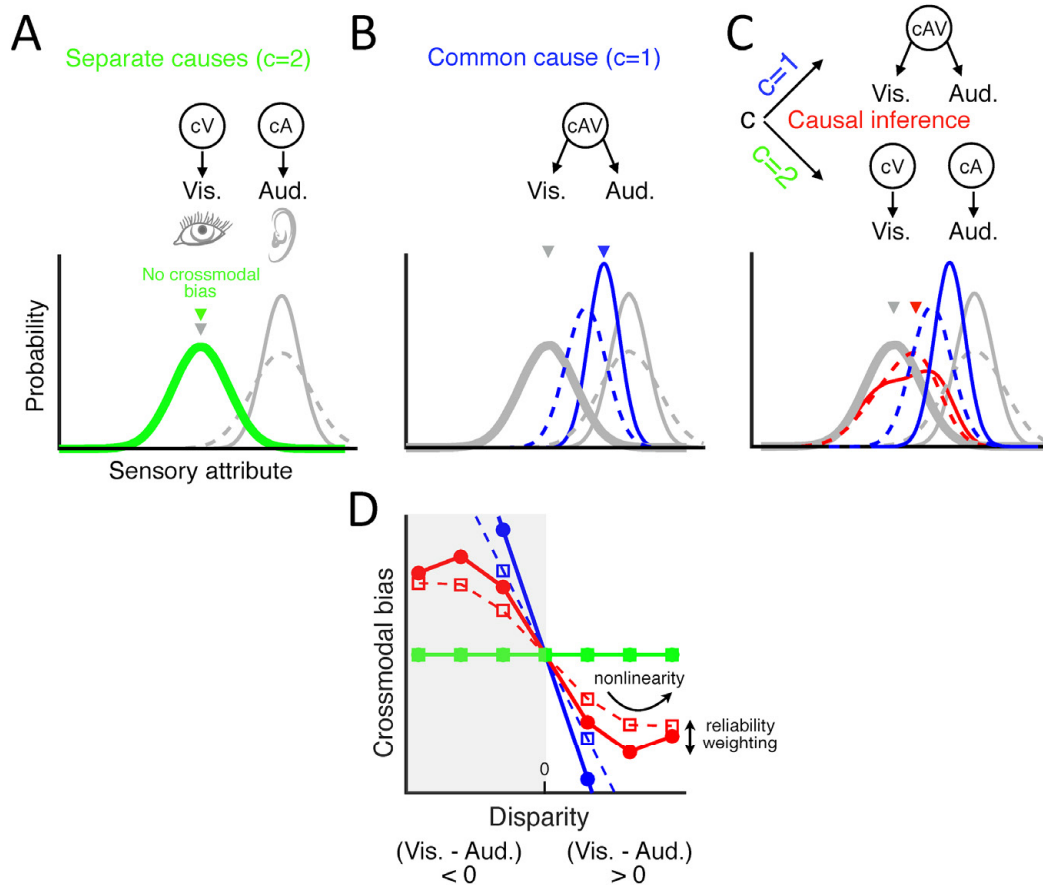 A
Separate causes (c=2)
cV
cA
Vis.
Aud.
No crossmodal
bias
Probability
Sensory attribute
B
Common cause (c=1)
cAV
Vis.
Aud.
C
cAV
c=1
Vis.
Aud.
C
Causal inference
c=2
cV
cA
Vis.
Aud.
D
Crossmodal bias
nonlinearity
reliability
weighting
0
Disparity
(Vis. - Aud.)
< 0
(Vis. - Aud.)
> 0